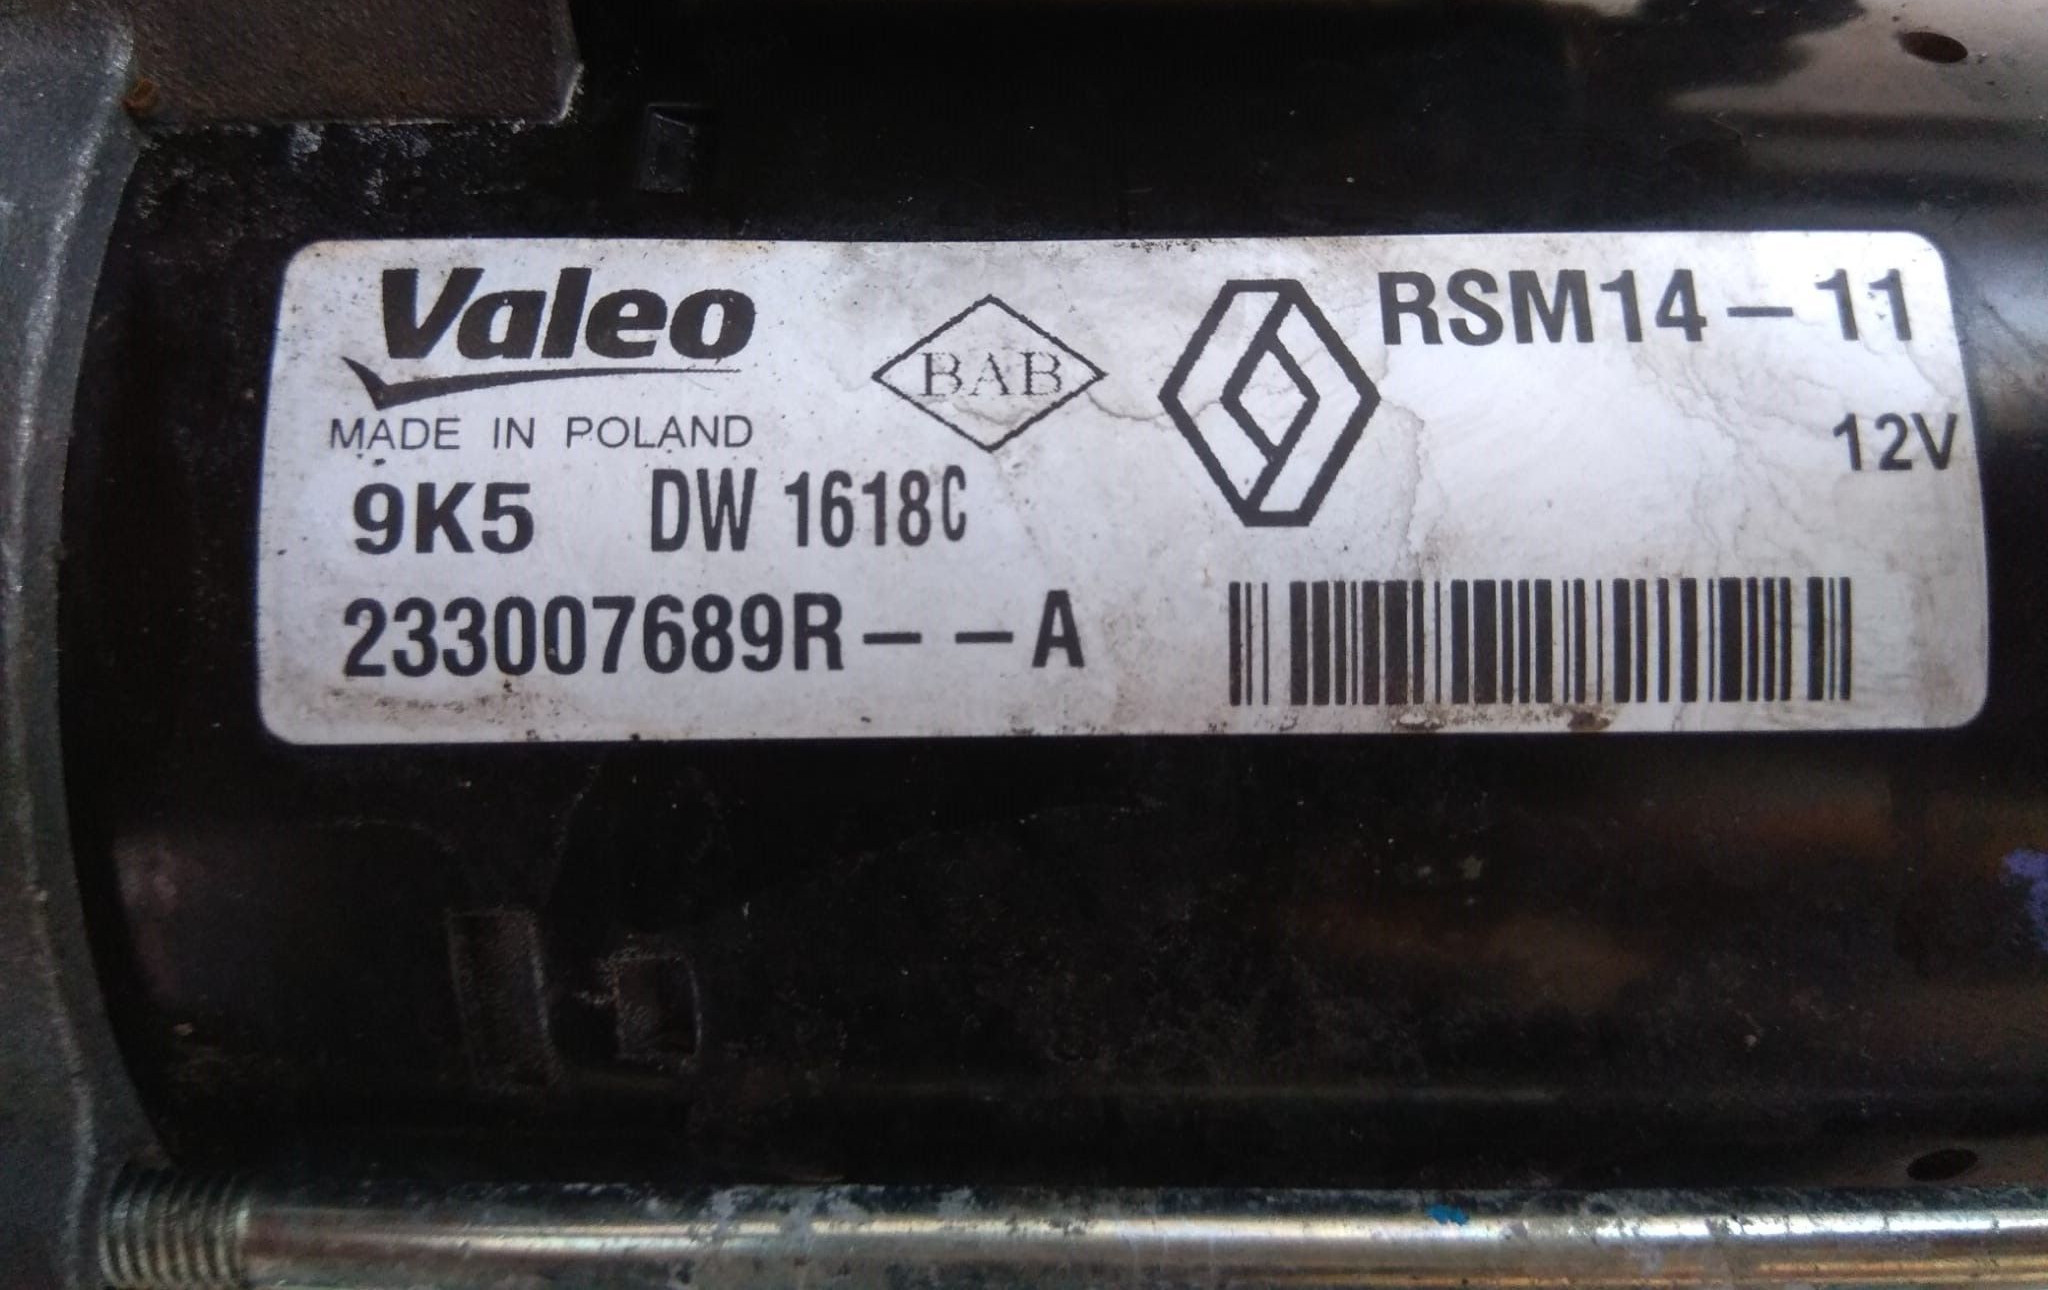 Valeo
MADE IN POLAND
BAB
RSM14-11
12V
9K5 DW 1618C
233007689R--A